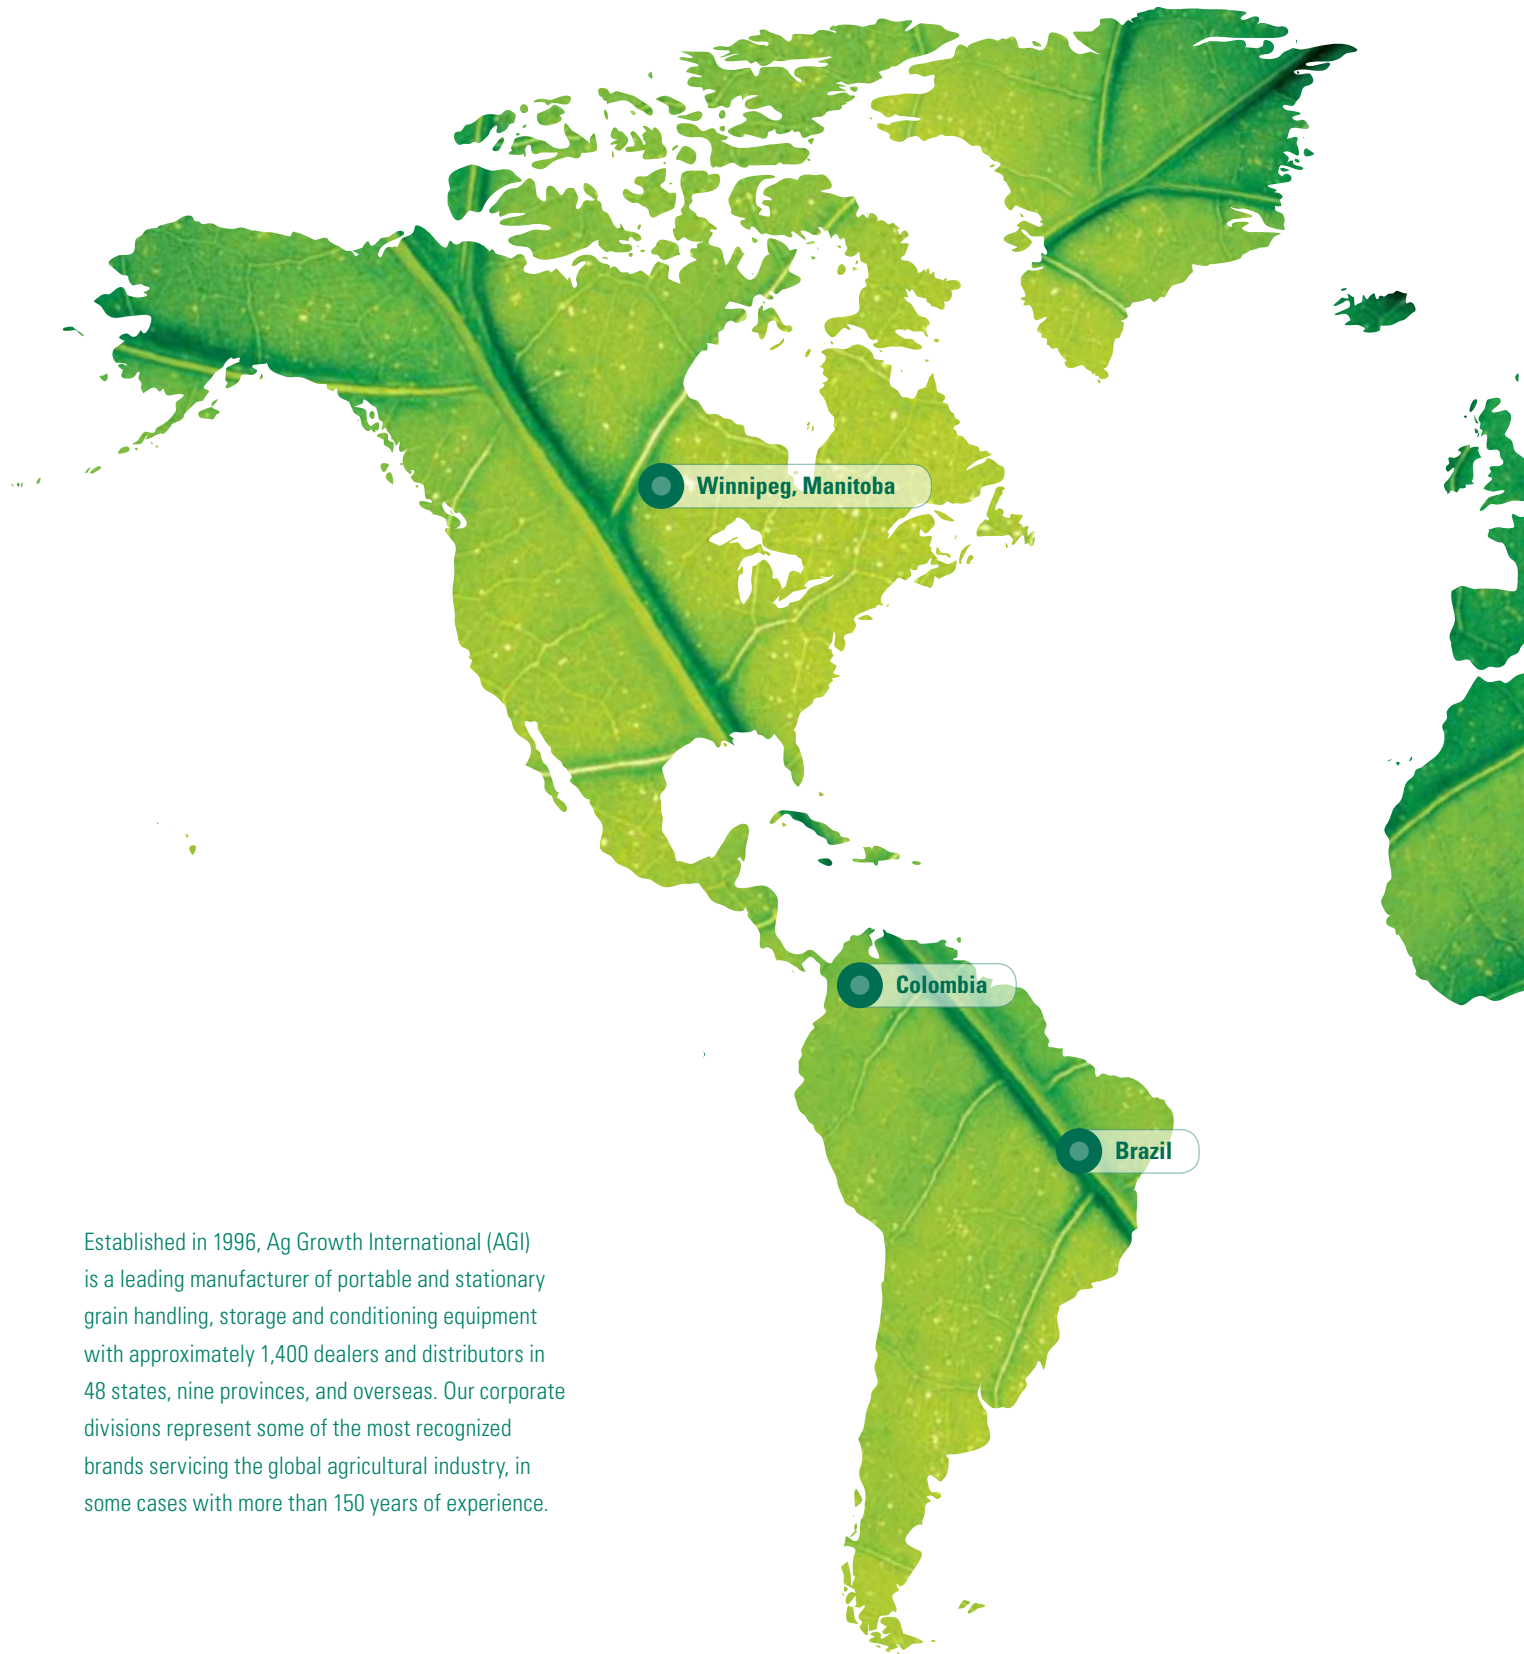 Winnipeg, Manitoba
Colombia
Brazil
Established in 1996, Ag Growth International (AGI)
is a leading manufacturer of portable and stationary
grain handling, storage and conditioning equipment
with approximately 1,400 dealers and distributors in
48 states, nine provinces, and overseas. Our corporate
divisions represent some of the most recognized
brands servicing the global agricultural industry, in
some cases with more than 150 years of experience.